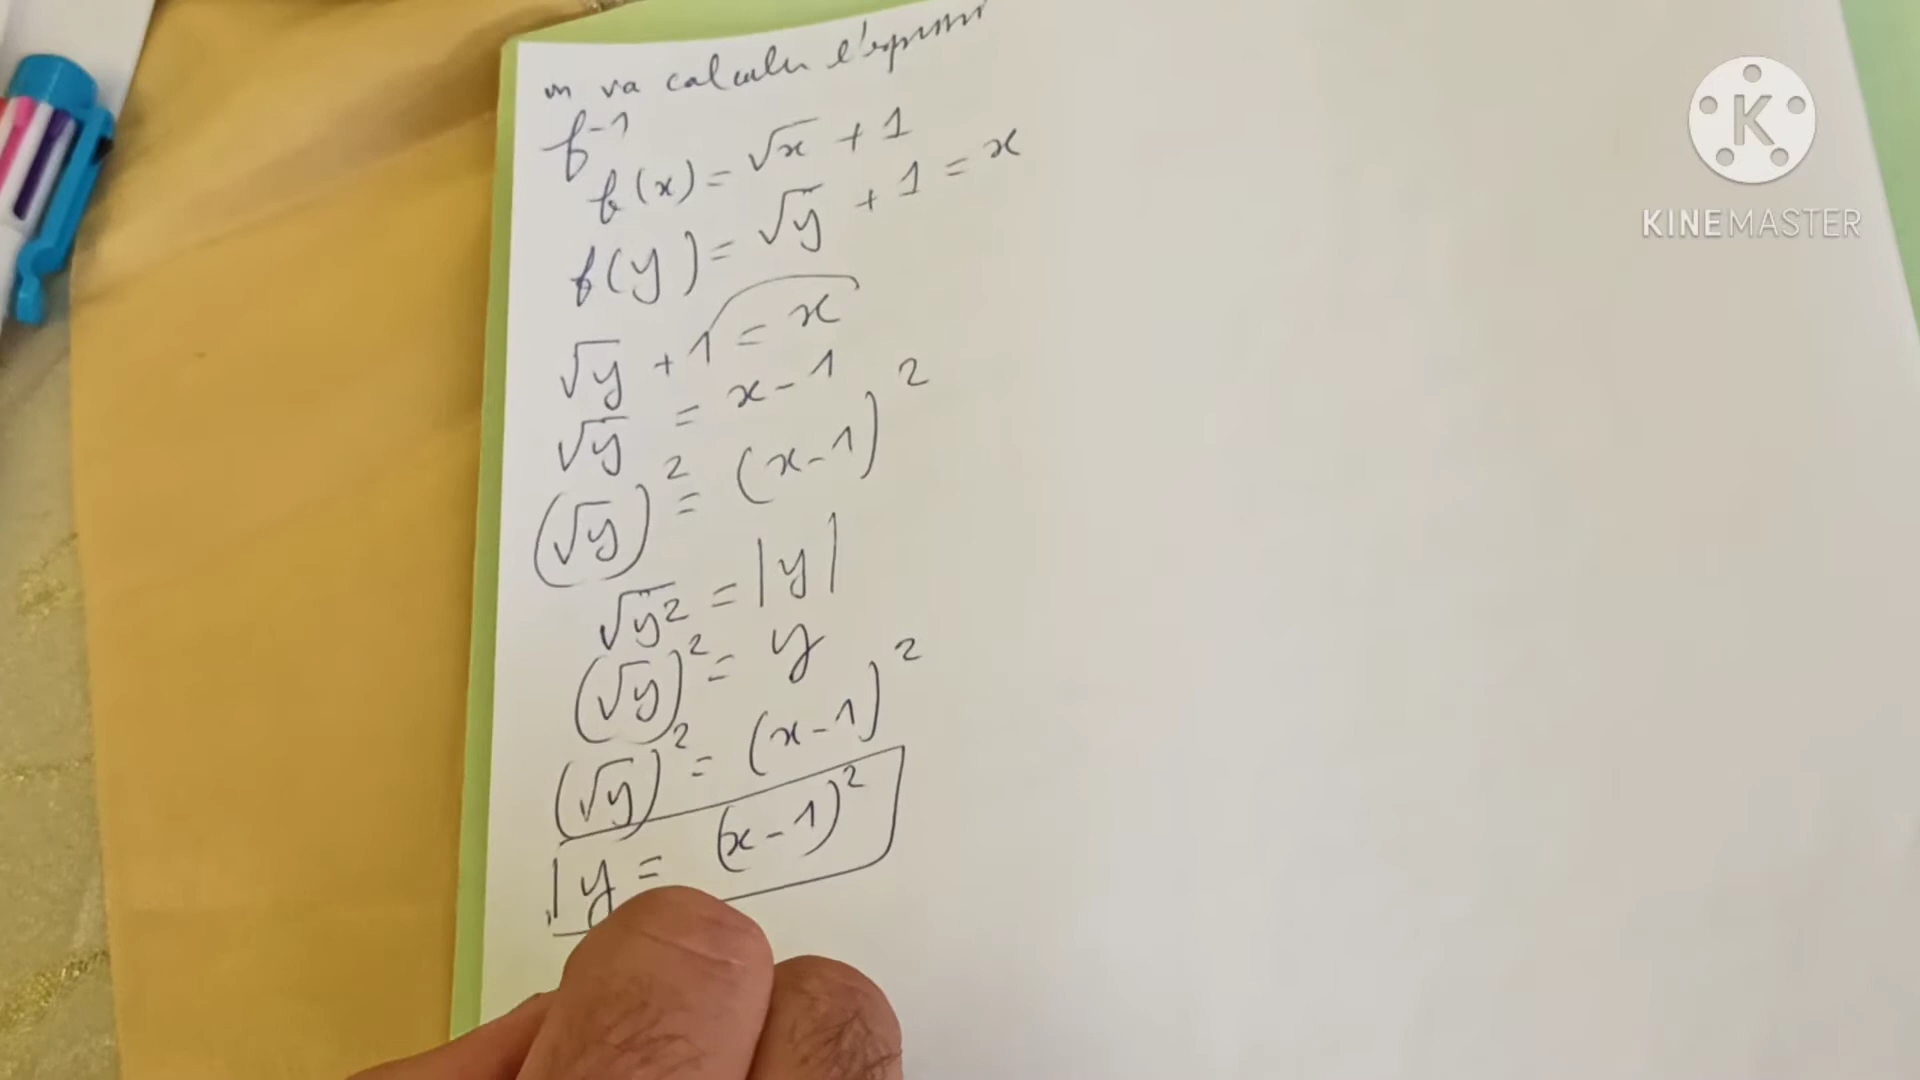 on va calculer l'expression
f⁻¹
f(x) = √x + 1
f(y) = √y + 1 = x
√y + 1 = x
√y = x - 1
(√y)² = (x - 1)²
√y² = |y|
(√y)² = y
(√y)² = (x - 1)²
y = (x - 1)²
K
KINEMASTER